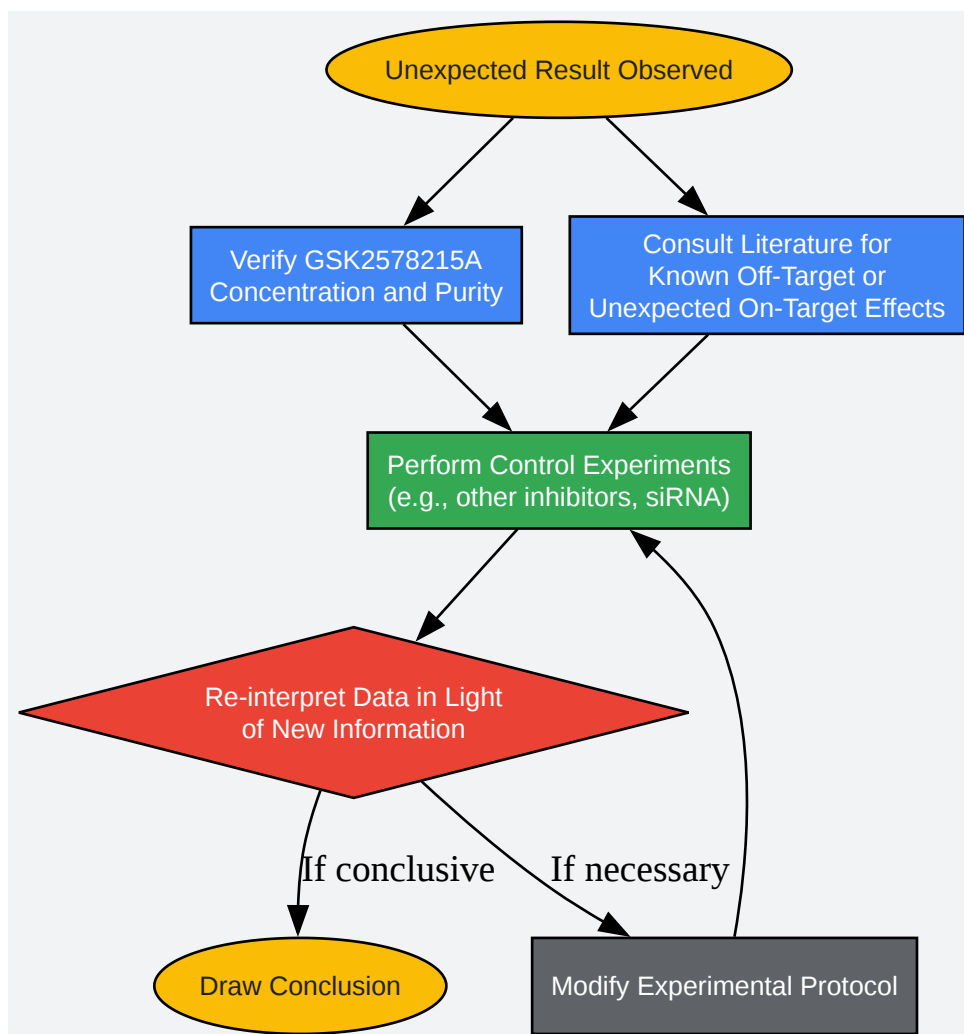 Unexpected Result Observed
Verify GSK2578215A
Concentration and Purity
Consult Literature for
Known Off-Target or
Unexpected On-Target Effects
Perform Control Experiments
(e.g., other inhibitors, siRNA)
Re-interpret Data in Light
of New Information
If conclusive
If necessary
Draw Conclusion
Modify Experimental Protocol